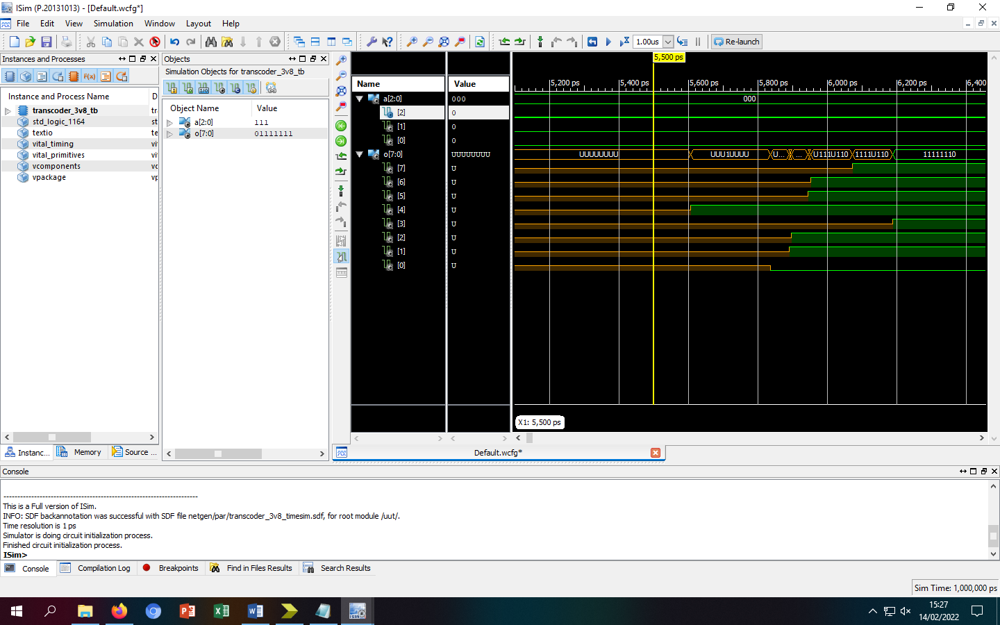 ISim (P.20131013) - [Default.wcfg*]
File Edit View Simulation Window Layout Help
1.00us Re-launch
Instances and Processes
Instance and Process Name D
transcoder_3v8_tb tr
std_logic_1164 st
textio te
vital_timing vi
vital_primitives vi
vcomponents vc
vpackage vp
Instanc... Memory Source ...
Objects
Simulation Objects for transcoder_3v8_tb
Object Name Value
a[2:0] 111
o[7:0] 01111111
Name Value
a[2:0] 000
[2] 0
[1] 0
[0] 0
o[7:0] UUUUUUUU
[7] U
[6] U
[5] U
[4] U
[3] U
[2] U
[1] U
[0] U
5,500 ps
5,200 ps 5,400 ps 5,600 ps 5,800 ps 6,000 ps 6,200 ps 6,400
000
UUUUUUUU UUU1UUUU U... ... U111U110 1111U110 11111110
X1: 5,500 ps
Default.wcfg*
Console
This is a Full version of ISim.
INFO: SDF backannotation was successful with SDF file netgen/par/transcoder_3v8_timesim.sdf, for root module /uut/.
Time resolution is 1 ps
Simulator is doing circuit initialization process.
Finished circuit initialization process.
ISim>
Console Compilation Log Breakpoints Find in Files Results Search Results
Sim Time: 1,000,000 ps
15:27
14/02/2022